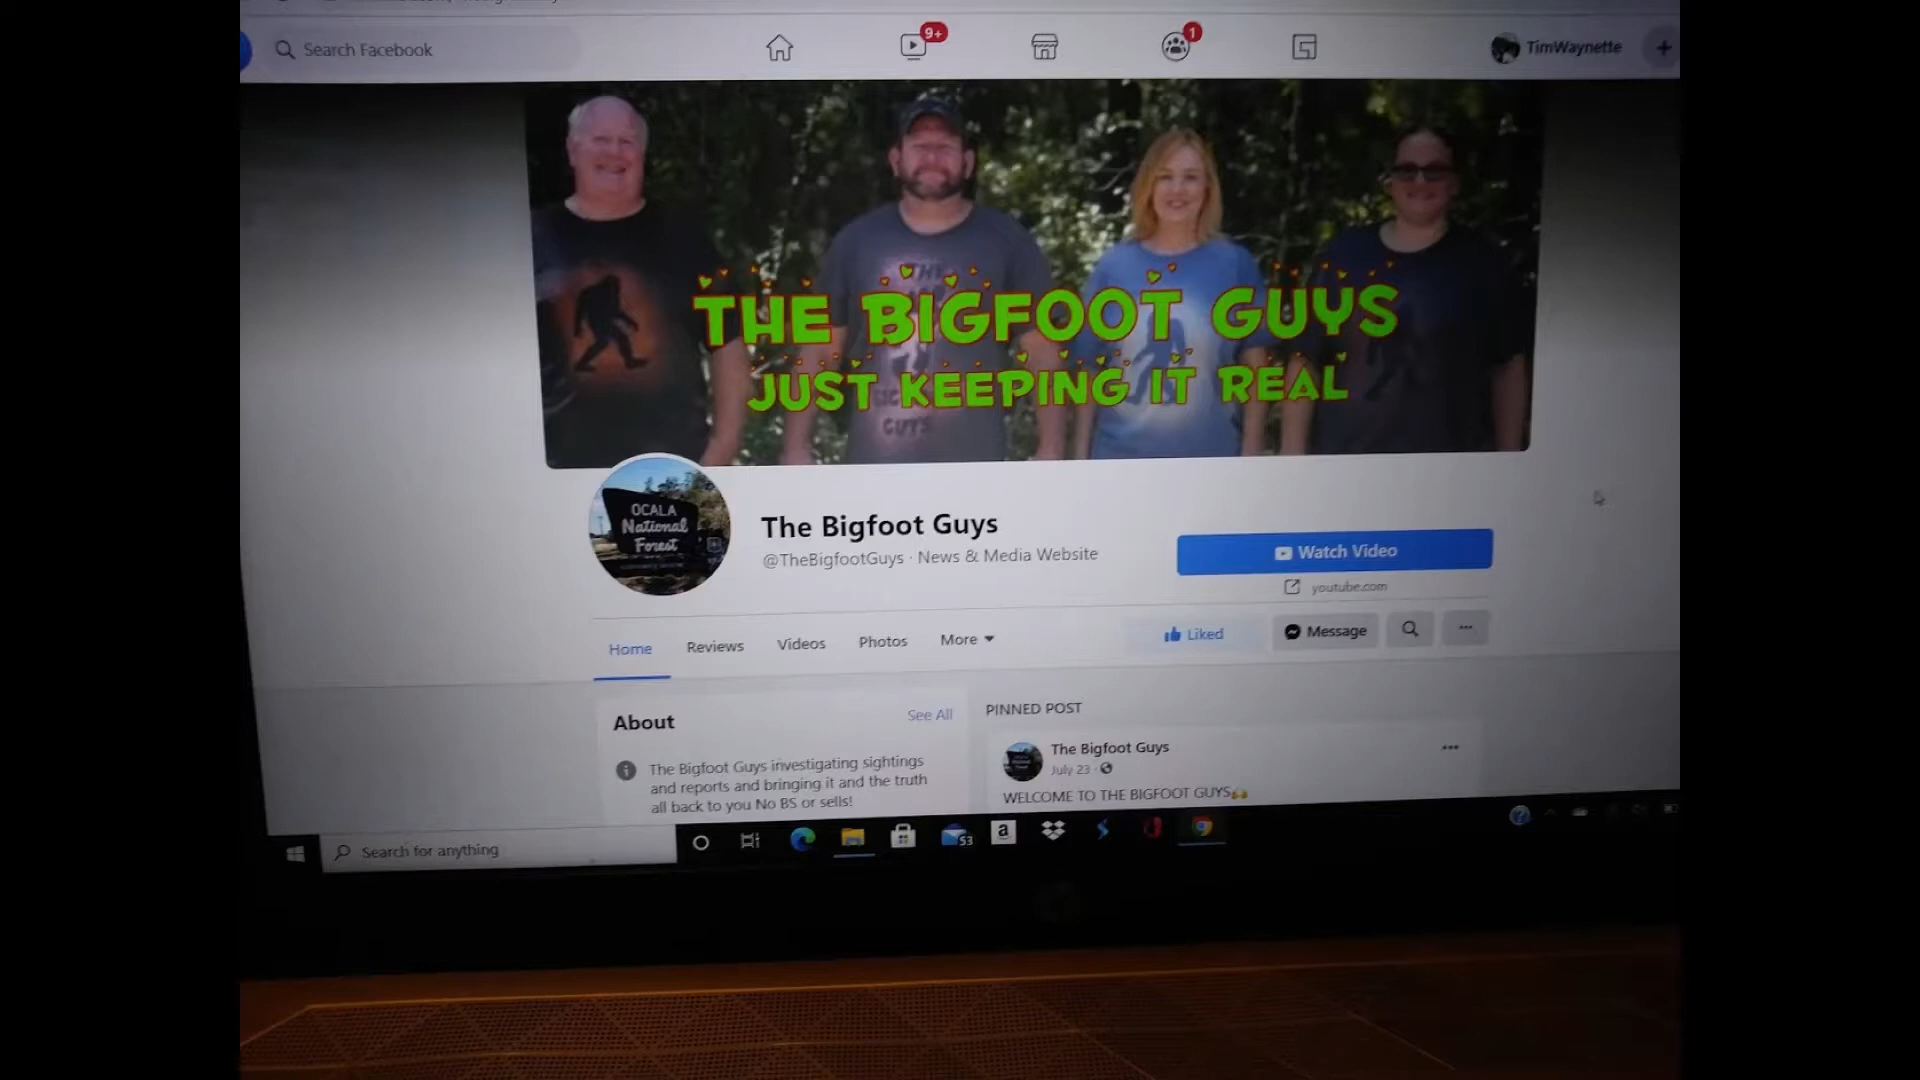 Search Facebook
9+
1
TimWaynette
THE
GUYS
THE BIGFOOT GUYS
JUST KEEPING IT REAL
OCALA
National
Forest
The Bigfoot Guys
@TheBigfootGuys · News & Media Website
Watch Video
youtube.com
Home
Reviews
Videos
Photos
More
Liked
Message
About
See All
The Bigfoot Guys investigating sightings
and reports and bringing it and the truth
all back to you No BS or sells!
PINNED POST
The Bigfoot Guys
July 23 ·
WELCOME TO THE BIGFOOT GUYS🙌
Search for anything
53
a